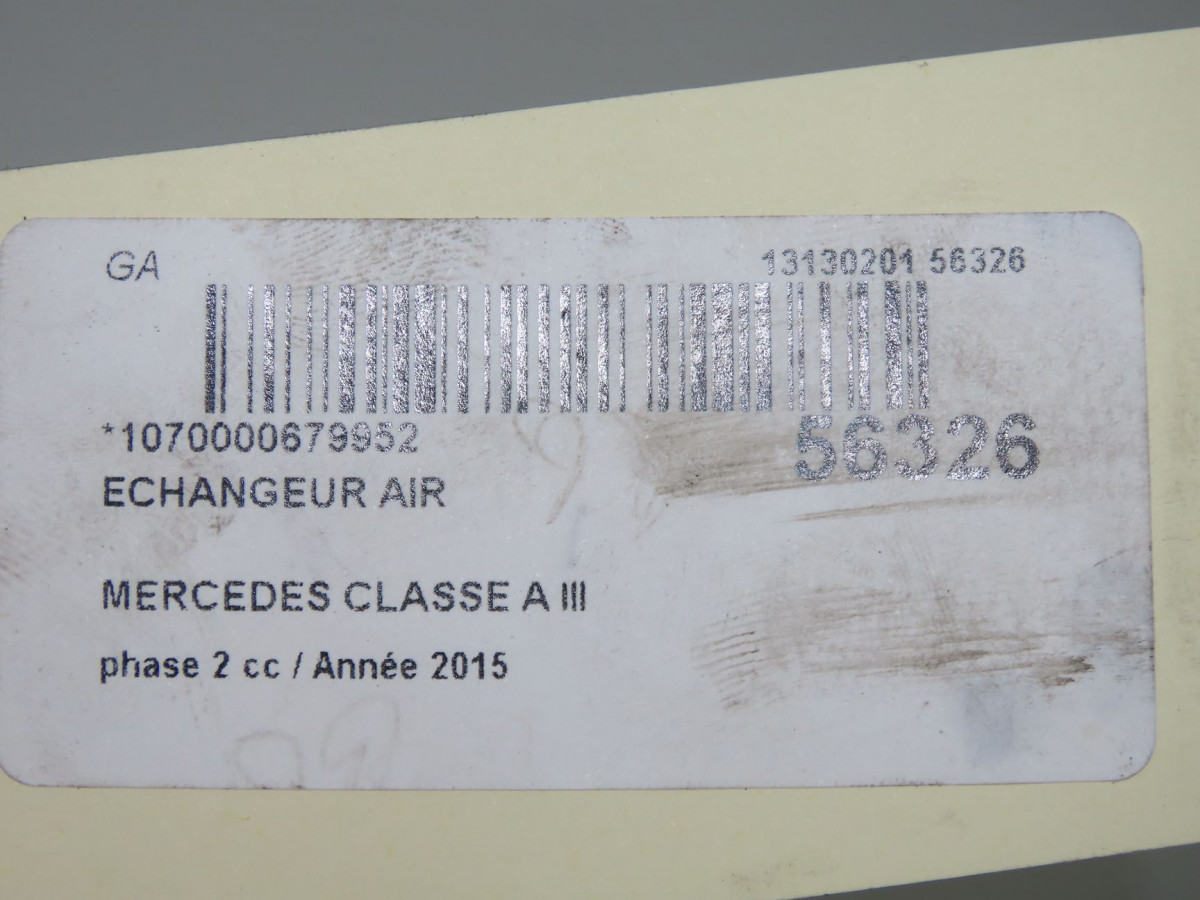 GA 13130201 56326
*1070000679952 56326
ECHANGEUR AIR
MERCEDES CLASSE A III
phase 2 cc / Année 2015